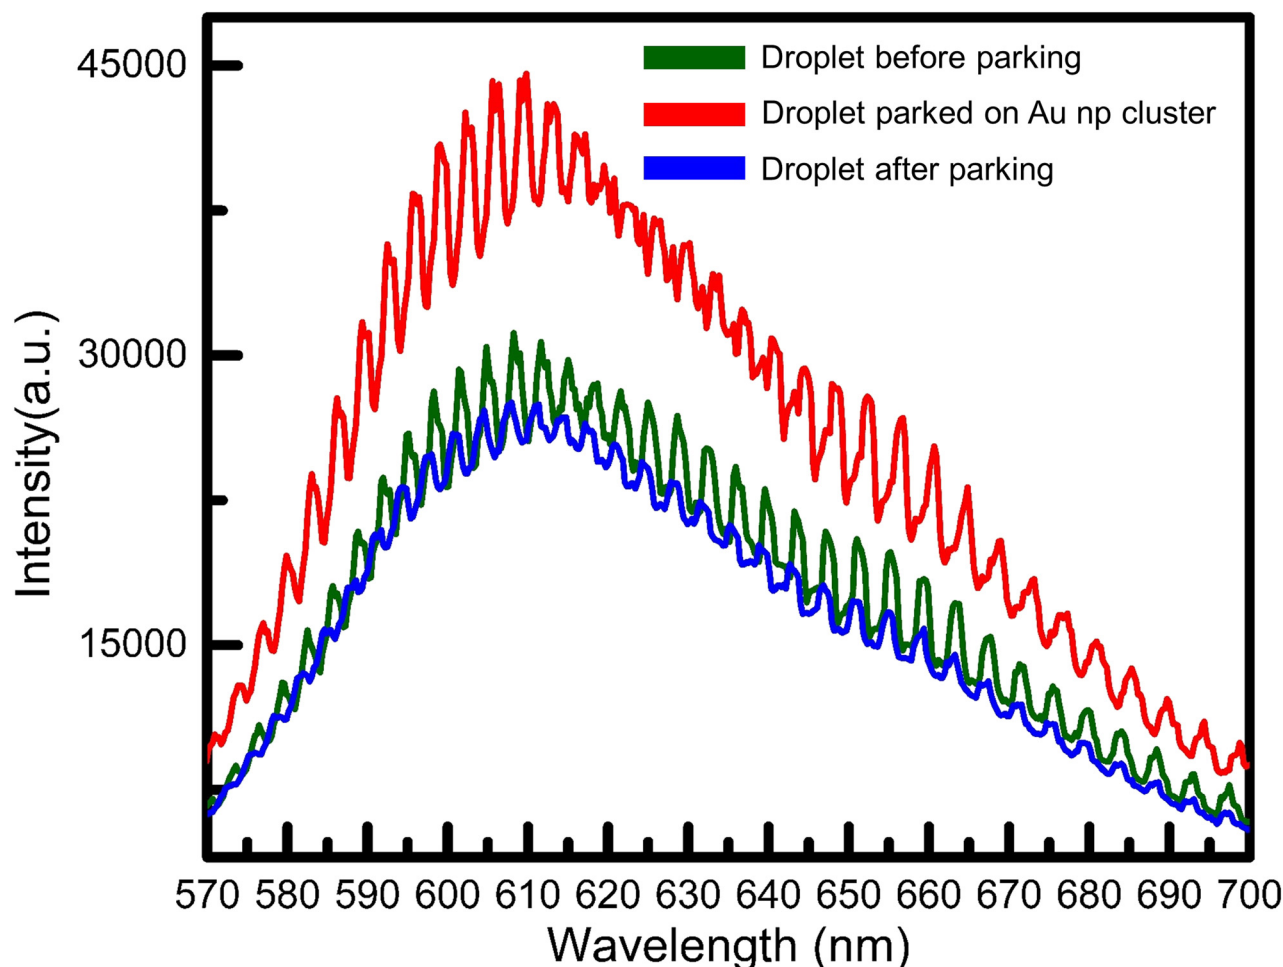 45000
30000
15000
Intensity(a.u.)
Droplet before parking
Droplet parked on Au np cluster
Droplet after parking
570 580 590 600 610 620 630 640 650 660 670 680 690 700
Wavelength (nm)